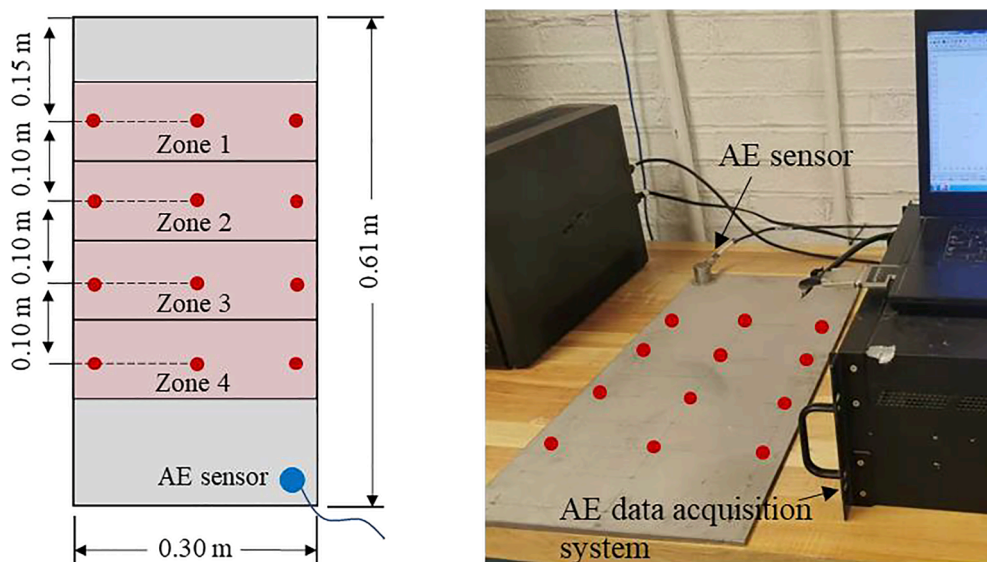 0.15 m
0.10 m
0.10 m
0.10 m
Zone 1
Zone 2
Zone 3
Zone 4
AE sensor
0.61 m
0.30 m
AE sensor
AE data acquisition
system